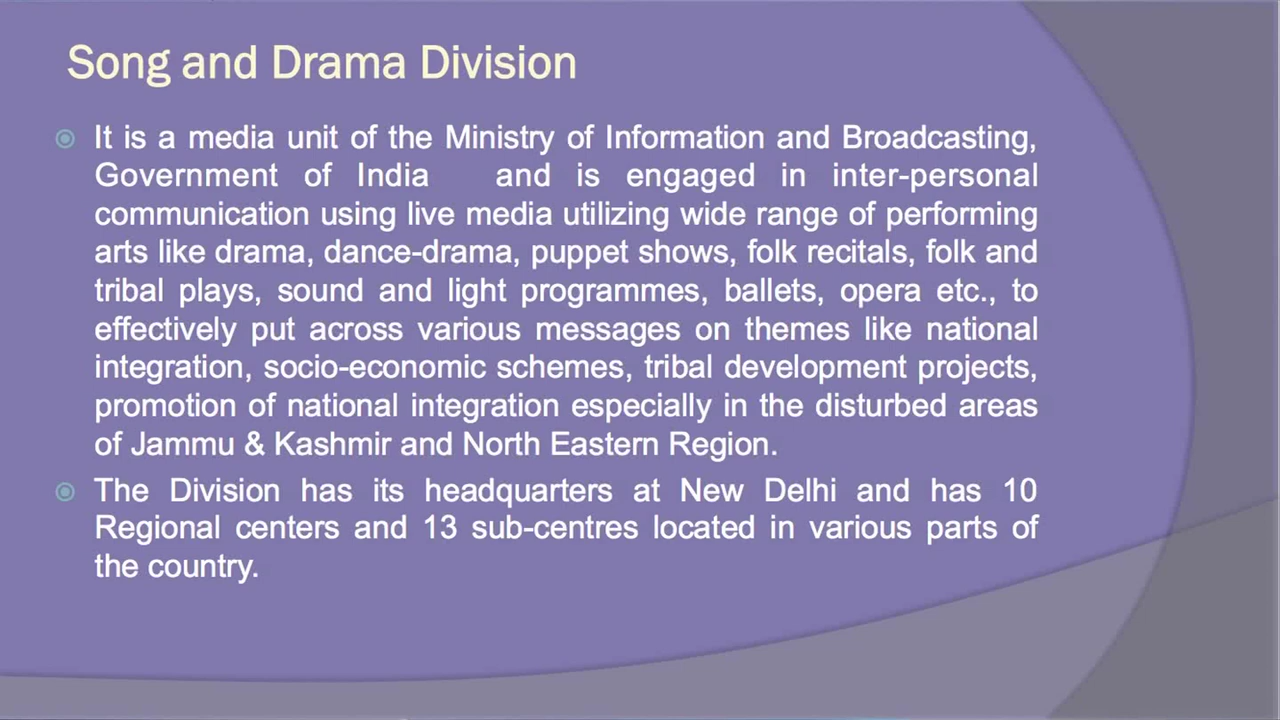 Song and Drama Division
It is a media unit of the Ministry of Information and Broadcasting,
Government of India and is engaged in inter-personal
communication using live media utilizing wide range of performing
arts like drama, dance-drama, puppet shows, folk recitals, folk and
tribal plays, sound and light programmes, ballets, opera etc., to
effectively put across various messages on themes like national
integration, socio-economic schemes, tribal development projects,
promotion of national integration especially in the disturbed areas
of Jammu & Kashmir and North Eastern Region.
The Division has its headquarters at New Delhi and has 10
Regional centers and 13 sub-centres located in various parts of
the country.